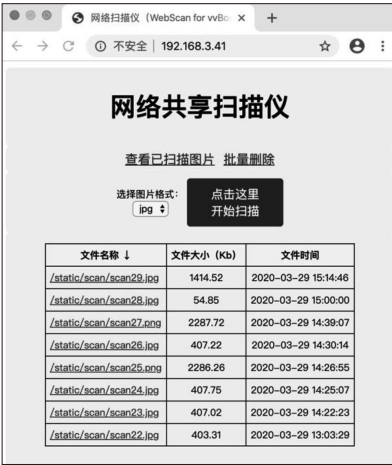 网络扫描仪（WebScan for vvBo
不安全 | 192.168.3.41
网络共享扫描仪
查看已扫描图片 批量删除
选择图片格式：
jpg
点击这里
开始扫描
文件名称 ↓ 文件大小（Kb） 文件时间
/static/scan/scan29.jpg 1414.52 2020-03-29 15:14:46
/static/scan/scan28.jpg 54.85 2020-03-29 15:00:00
/static/scan/scan27.png 2287.72 2020-03-29 14:39:07
/static/scan/scan26.jpg 407.22 2020-03-29 14:30:14
/static/scan/scan25.png 2286.26 2020-03-29 14:26:55
/static/scan/scan24.jpg 407.75 2020-03-29 14:25:07
/static/scan/scan23.jpg 407.02 2020-03-29 14:22:23
/static/scan/scan22.jpg 403.31 2020-03-29 13:03:29